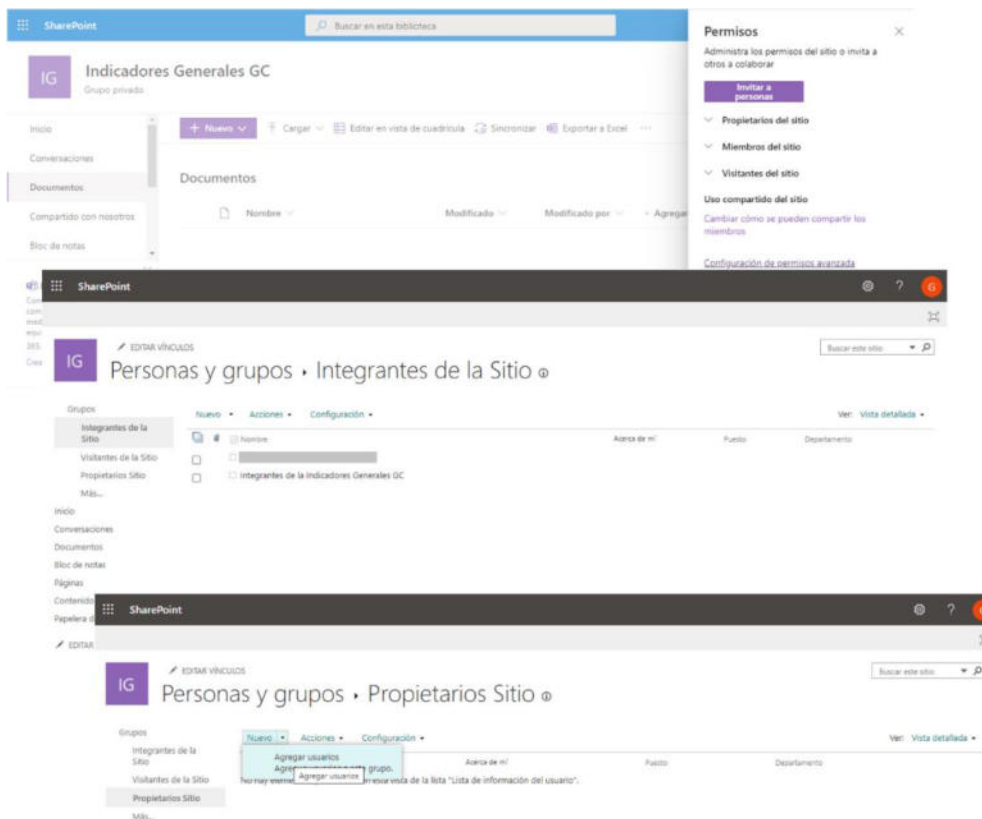 SharePoint
Buscar en esta biblioteca
IG
Indicadores Generales GC
Grupo privado
Inicio
Conversaciones
Documentos
Compartido con nosotros
Bloc de notas
+ Nuevo
Cargar
Editar en vista de cuadrícula
Sincronizar
Exportar a Excel
Documentos
Nombre
Modificado
Modificado por
+ Agregar
Permisos
Administra los permisos del sitio o invita a
otros a colaborar
Invitar a
personas
Propietarios del sitio
Miembros del sitio
Visitantes del sitio
Uso compartido del sitio
Cambiar cómo se pueden compartir los
miembros
Configuración de permisos avanzada
SharePoint
?
G
EDITAR VÍNCULOS
Buscar este sitio
IG
Personas y grupos › Integrantes de la Sitio
Grupos
Integrantes de la
Sitio
Visitantes de la Sitio
Propietarios Sitio
Más...
Inicio
Conversaciones
Documentos
Bloc de notas
Páginas
Contenido
Papelera d
EDITAR
Nuevo
Acciones
Configuración
Ver: Vista detallada
Nombre
Acerca de mí
Puesto
Departamento
Integrantes de la Indicadores Generales GC
SharePoint
?
EDITAR VÍNCULOS
Buscar este sitio
IG
Personas y grupos › Propietarios Sitio
Grupos
Integrantes de la
Sitio
Visitantes de la Sitio
Propietarios Sitio
Más...
Nuevo
Acciones
Configuración
Ver: Vista detallada
Agregar usuarios
grupo.
Agregar usuarios
Acerca de mí
Puesto
Departamento
No hay en esta vista de la lista "Lista de información del usuario".